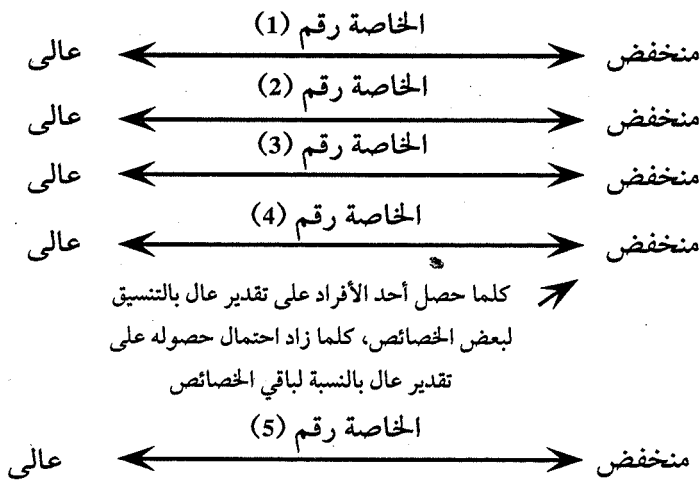 الخاصة رقم (1)
منخفض عالى
الخاصة رقم (2)
منخفض عالى
الخاصة رقم (3)
منخفض عالى
الخاصة رقم (4)
منخفض عالى
كلما حصل أحد الأفراد على تقدير عال بالتنسيق
لبعض الخصائص، كلما زاد احتمال حصوله على
تقدير عال بالنسبة لباقي الخصائص
الخاصة رقم (5)
منخفض عالى